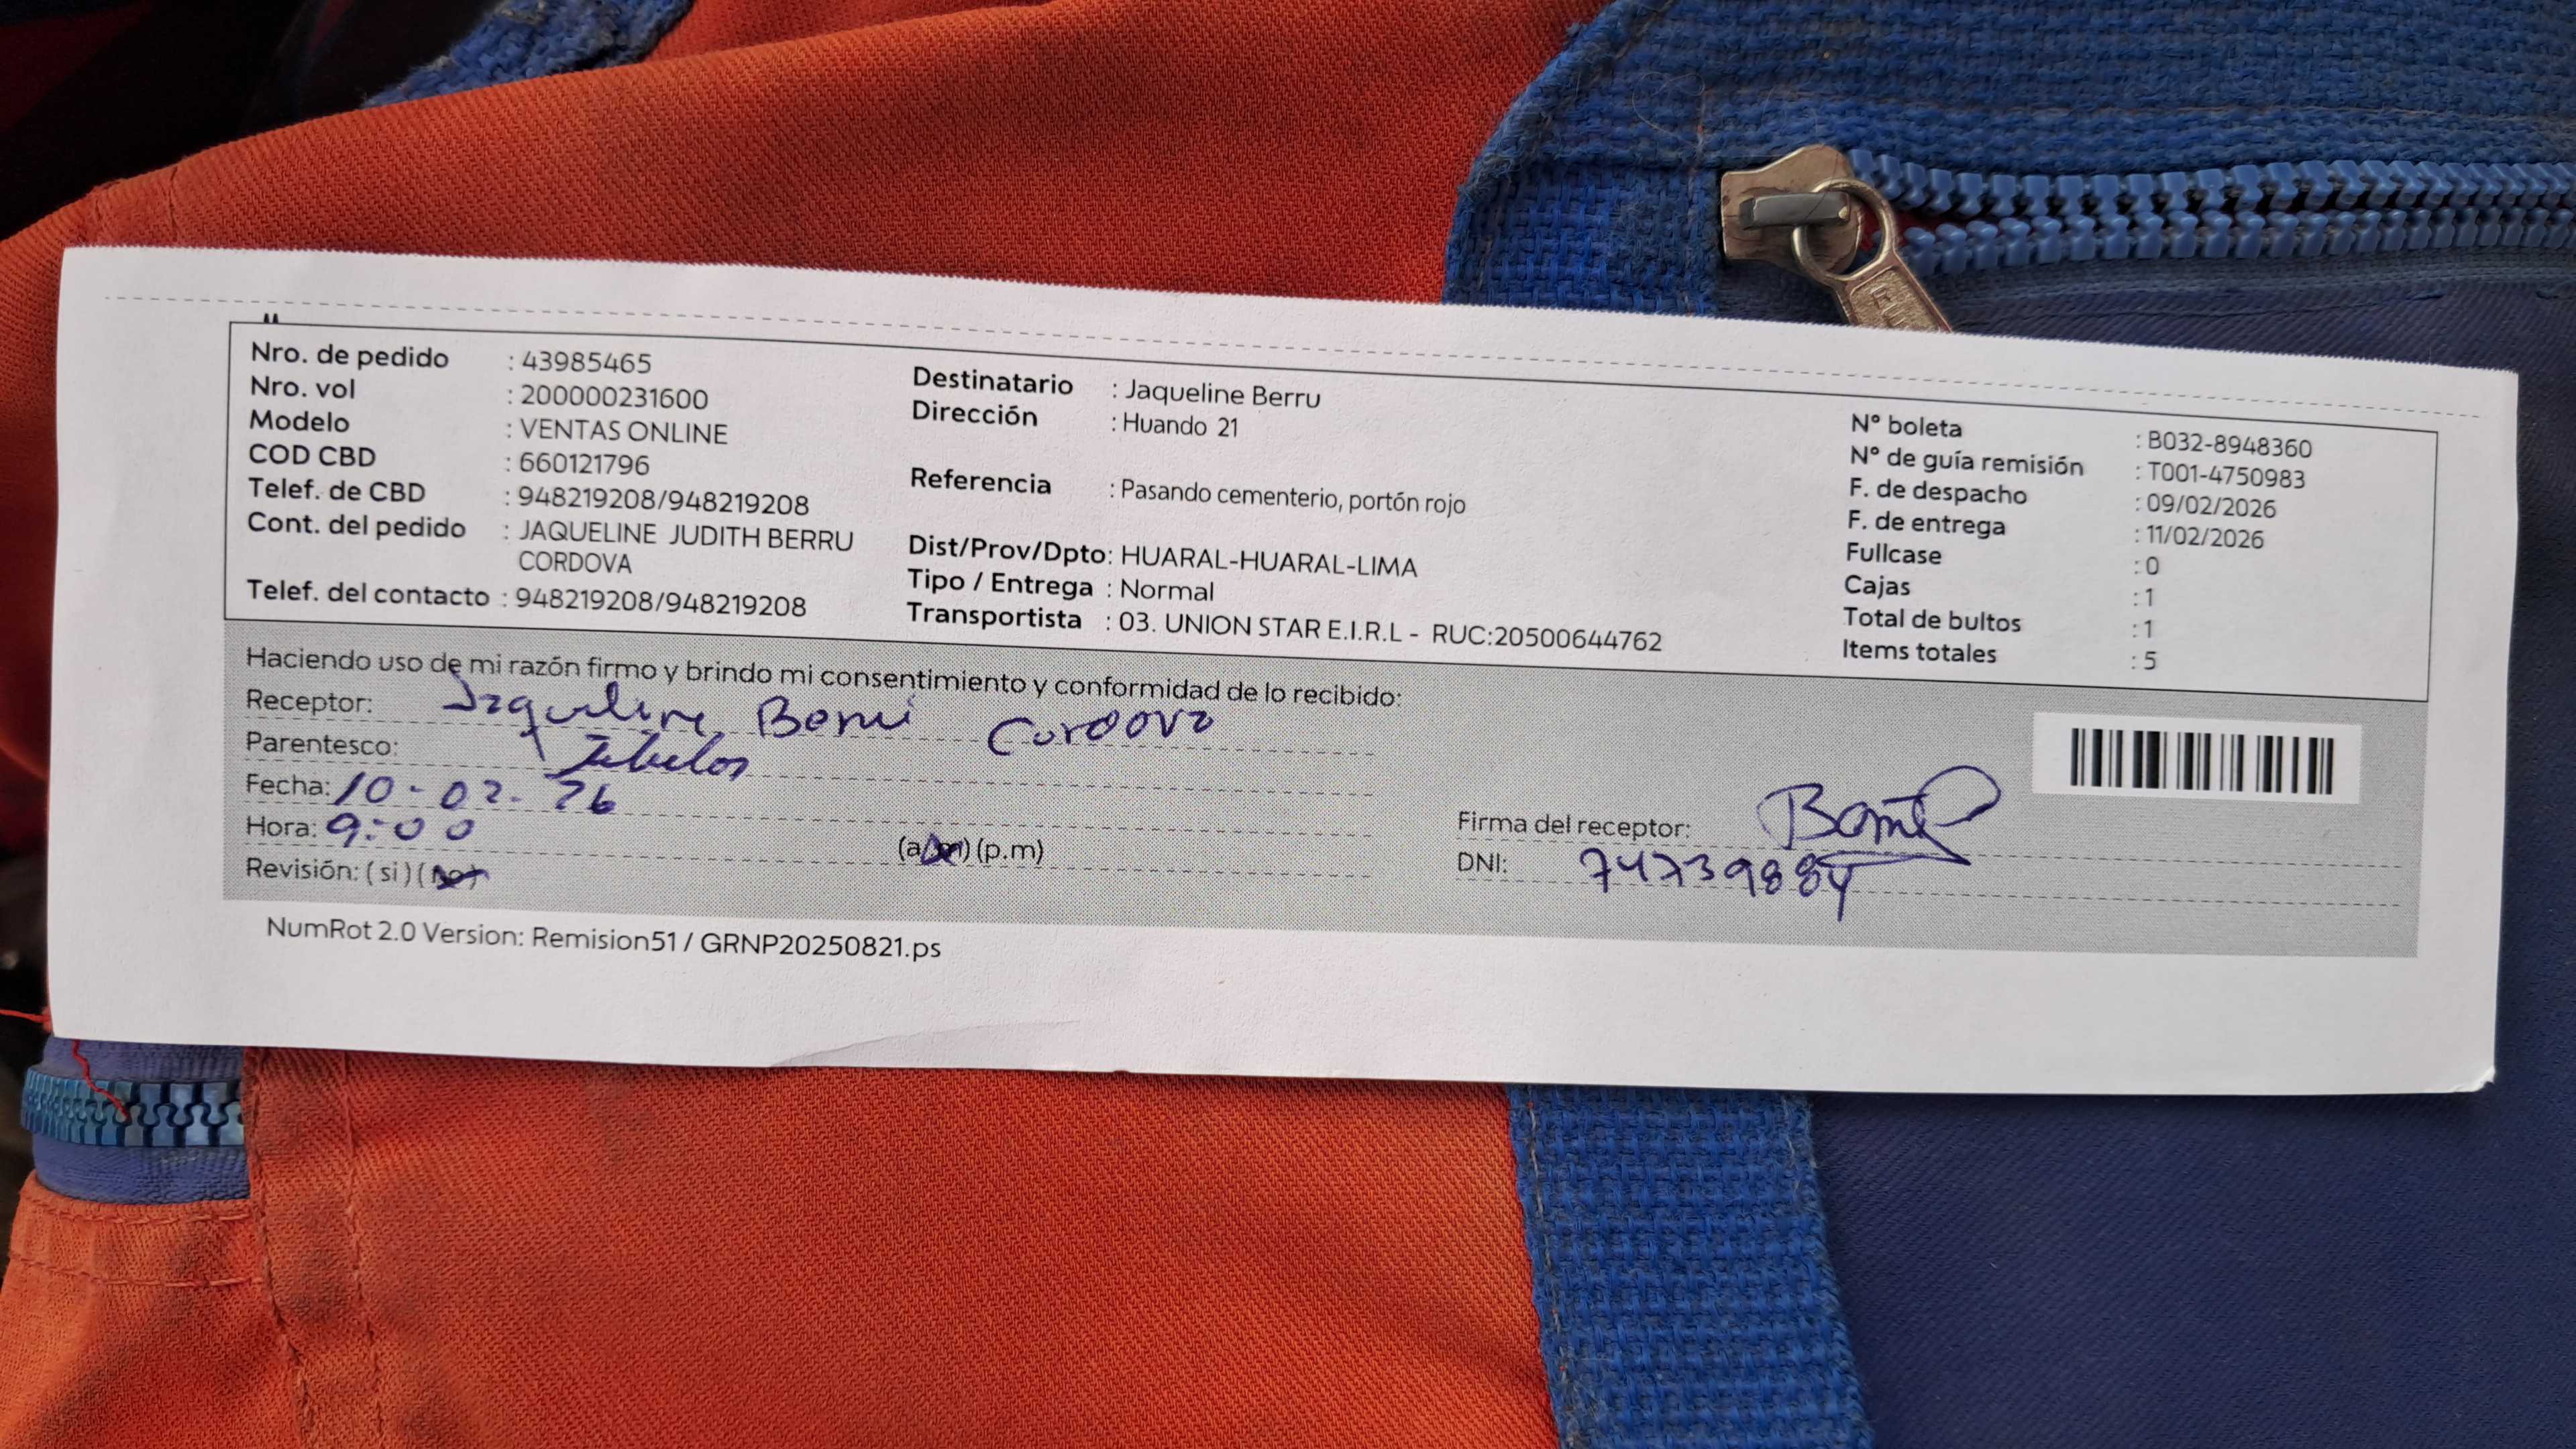 Nro. de pedido : 43985465
Nro. vol : 200000231600
Modelo : VENTAS ONLINE
COD CBD : 660121796
Telef. de CBD : 948219208/948219208
Cont. del pedido : JAQUELINE JUDITH BERRU
CORDOVA
Telef. del contacto : 948219208/948219208
Destinatario : Jaqueline Berru
Dirección : Huando 21
Referencia : Pasando cementerio, portón rojo
Dist/Prov/Dpto: HUARAL-HUARAL-LIMA
Tipo / Entrega : Normal
Transportista : 03. UNION STAR E.I.R.L - RUC:20500644762
N° boleta : B032-8948360
N° de guía remisión : T001-4750983
F. de despacho : 09/02/2026
F. de entrega : 11/02/2026
Fullcase : 0
Cajas : 1
Total de bultos : 1
Items totales : 5
Haciendo uso de mi razón firmo y brindo mi consentimiento y conformidad de lo recibido:
Receptor: Jaqueline Berru Cordova
Parentesco:
Fecha: 10-02-26
Hora: 9:00 (a.m) (p.m)
Revisión: (si) (no)
Firma del receptor:
DNI: 74739884
NumRot 2.0 Version: Remision51 / GRNP20250821.ps